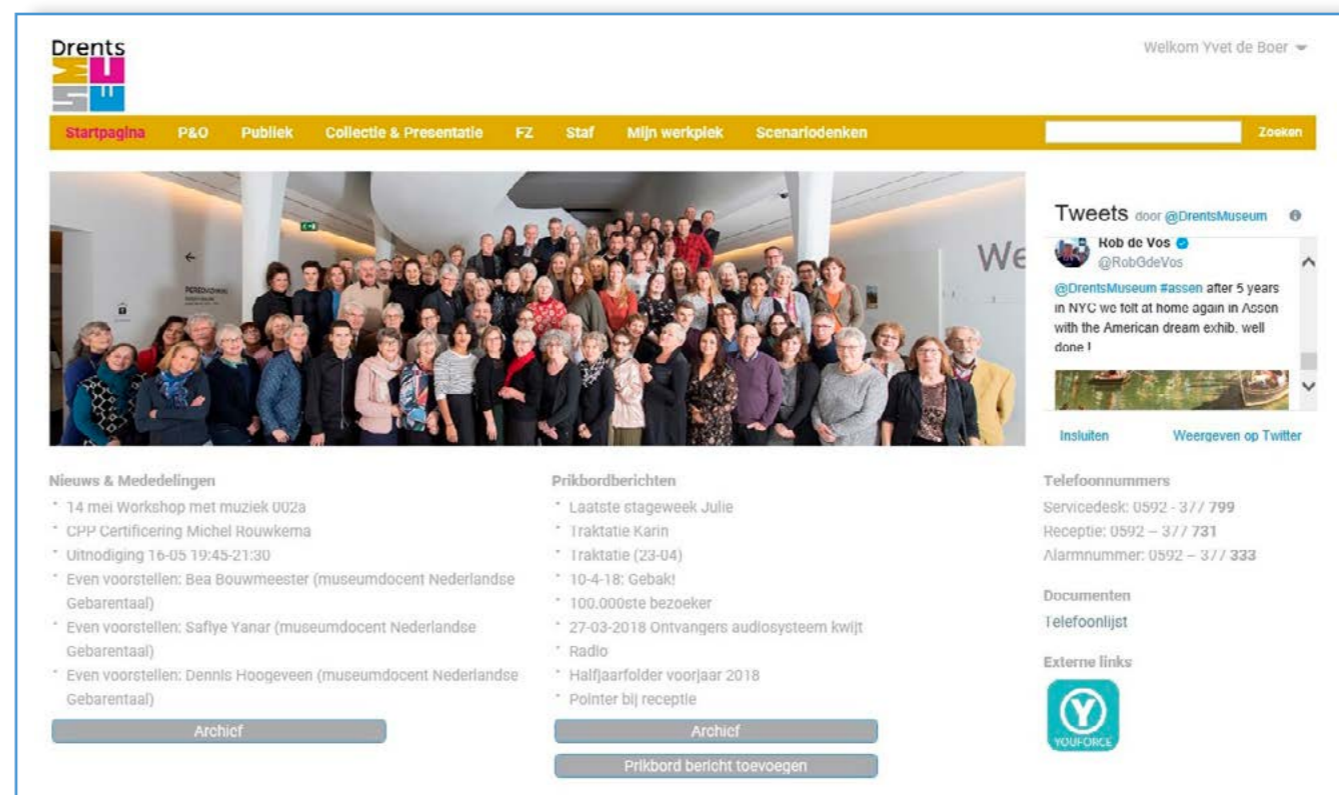 Drents
MUSEUM
Welkom Yvet de Boer
Startpagina P&O Publiek Collectie & Presentatie FZ Staf Mijn werkplek Scenariodenken Zoeken
We
Tweets door @DrentsMuseum
Rob de Vos
@RobGdeVos
@DrentsMuseum #assen after 5 years
in NYC we felt at home again in Assen
with the American dream exhib. well
done !
Insluiten Weergeven op Twitter
Nieuws & Mededelingen
14 mei Workshop met muziek 002a
CPP Certificering Michel Rouwkema
Uitnodiging 16-05 19:45-21:30
Even voorstellen: Bea Bouwmeester (museumdocent Nederlandse
Gebarentaal)
Even voorstellen: Safiye Yanar (museumdocent Nederlandse
Gebarentaal)
Even voorstellen: Dennis Hoogeveen (museumdocent Nederlandse
Gebarentaal)
Archief
Prikbordberichten
Laatste stageweek Julie
Traktatie Karin
Traktatie (23-04)
10-4-18: Gebak!
100.000ste bezoeker
27-03-2018 Ontvangers audiosysteem kwijt
Radio
Halfjaarfolder voorjaar 2018
Pointer bij receptie
Archief
Prikbord bericht toevoegen
Telefoonnummers
Servicedesk: 0592 - 377 799
Receptie: 0592 – 377 731
Alarmnummer: 0592 – 377 333
Documenten
Telefoonlijst
Externe links
YOUFORCE